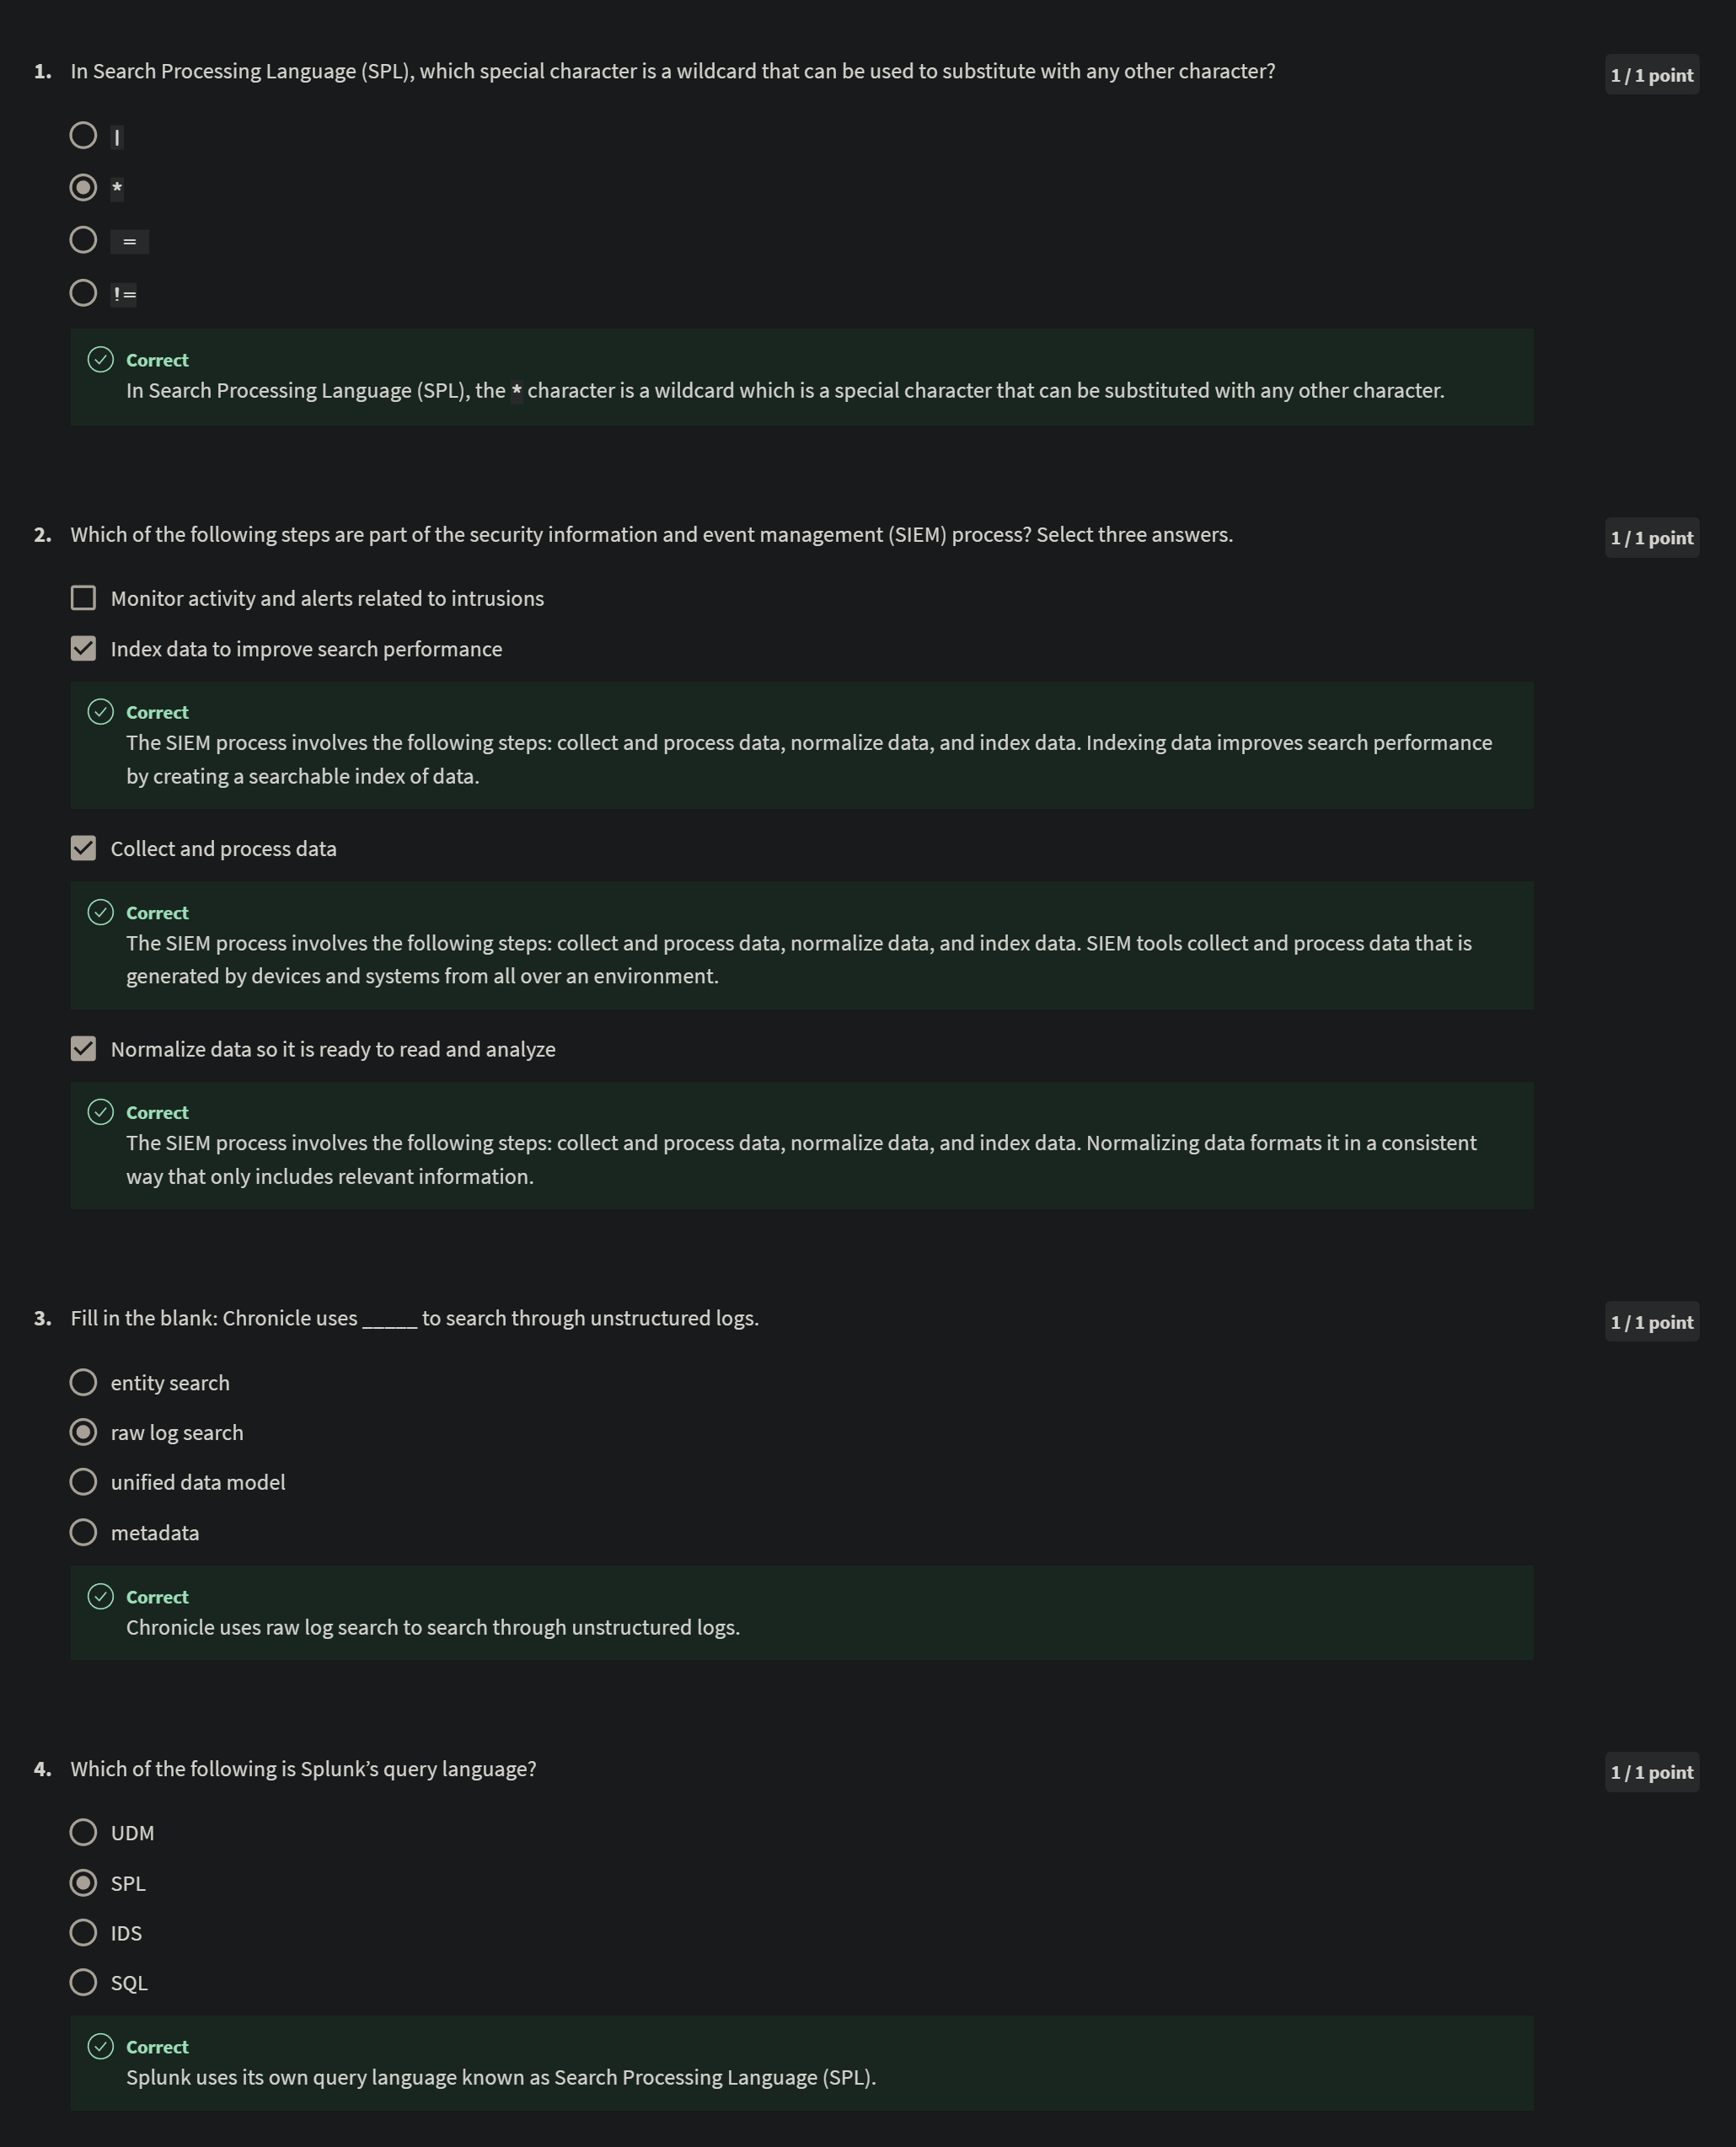 1. In Search Processing Language (SPL), which special character is a wildcard that can be used to substitute with any other character?
1 / 1 point
|
*
=
!=
Correct
In Search Processing Language (SPL), the * character is a wildcard which is a special character that can be substituted with any other character.
2. Which of the following steps are part of the security information and event management (SIEM) process? Select three answers.
1 / 1 point
Monitor activity and alerts related to intrusions
Index data to improve search performance
Correct
The SIEM process involves the following steps: collect and process data, normalize data, and index data. Indexing data improves search performance
by creating a searchable index of data.
Collect and process data
Correct
The SIEM process involves the following steps: collect and process data, normalize data, and index data. SIEM tools collect and process data that is
generated by devices and systems from all over an environment.
Normalize data so it is ready to read and analyze
Correct
The SIEM process involves the following steps: collect and process data, normalize data, and index data. Normalizing data formats it in a consistent
way that only includes relevant information.
3. Fill in the blank: Chronicle uses _____ to search through unstructured logs.
1 / 1 point
entity search
raw log search
unified data model
metadata
Correct
Chronicle uses raw log search to search through unstructured logs.
4. Which of the following is Splunk’s query language?
1 / 1 point
UDM
SPL
IDS
SQL
Correct
Splunk uses its own query language known as Search Processing Language (SPL).